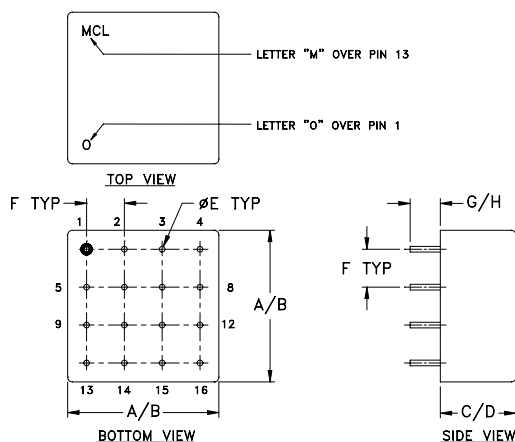 MCL
LETTER "M" OVER PIN 13
O
LETTER "O" OVER PIN 1
TOP VIEW
F TYP
øE TYP
G/H
1 2 3 4
F TYP
5 8
A/B
9 12
13 14 15 16
A/B
C/D
BOTTOM VIEW
SIDE VIEW